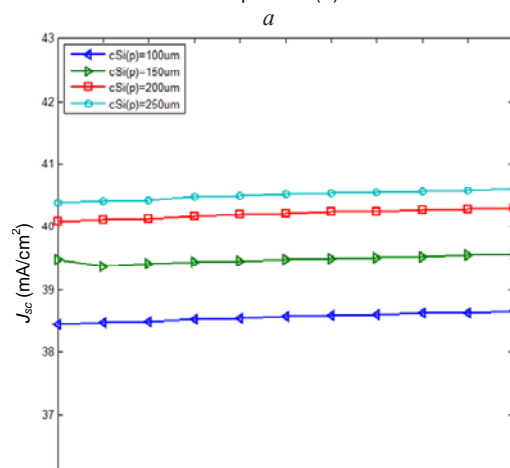 a
43
cSi(p)=100um
cSi(p)=150um
cSi(p)=200um
cSi(p)=250um
42
41
40
39
38
37
Jsc (mA/cm²)